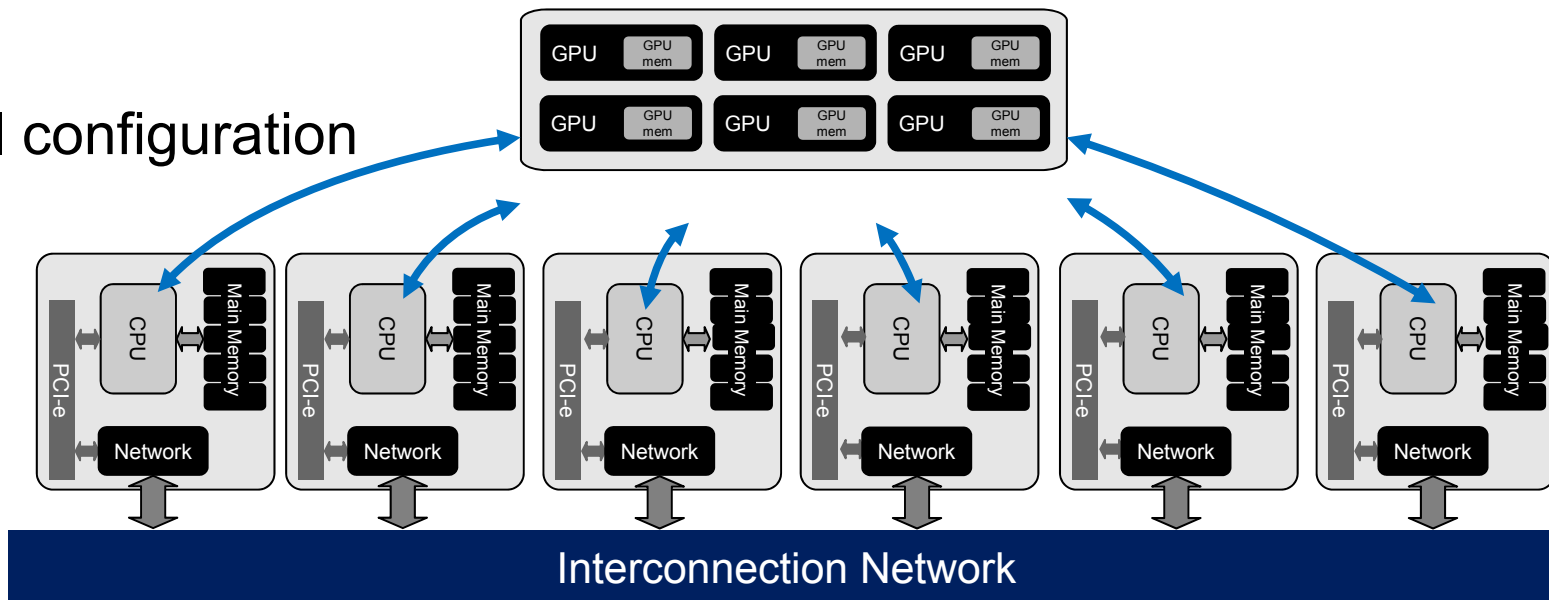 GPU
GPU
mem
GPU
GPU
mem
GPU
GPU
mem
GPU
GPU
mem
GPU
GPU
mem
GPU
GPU
mem
configuration
PCI-e
CPU
Main Memory
Network
PCI-e
CPU
Main Memory
Network
PCI-e
CPU
Main Memory
Network
PCI-e
CPU
Main Memory
Network
PCI-e
CPU
Main Memory
Network
PCI-e
CPU
Main Memory
Network
Interconnection Network